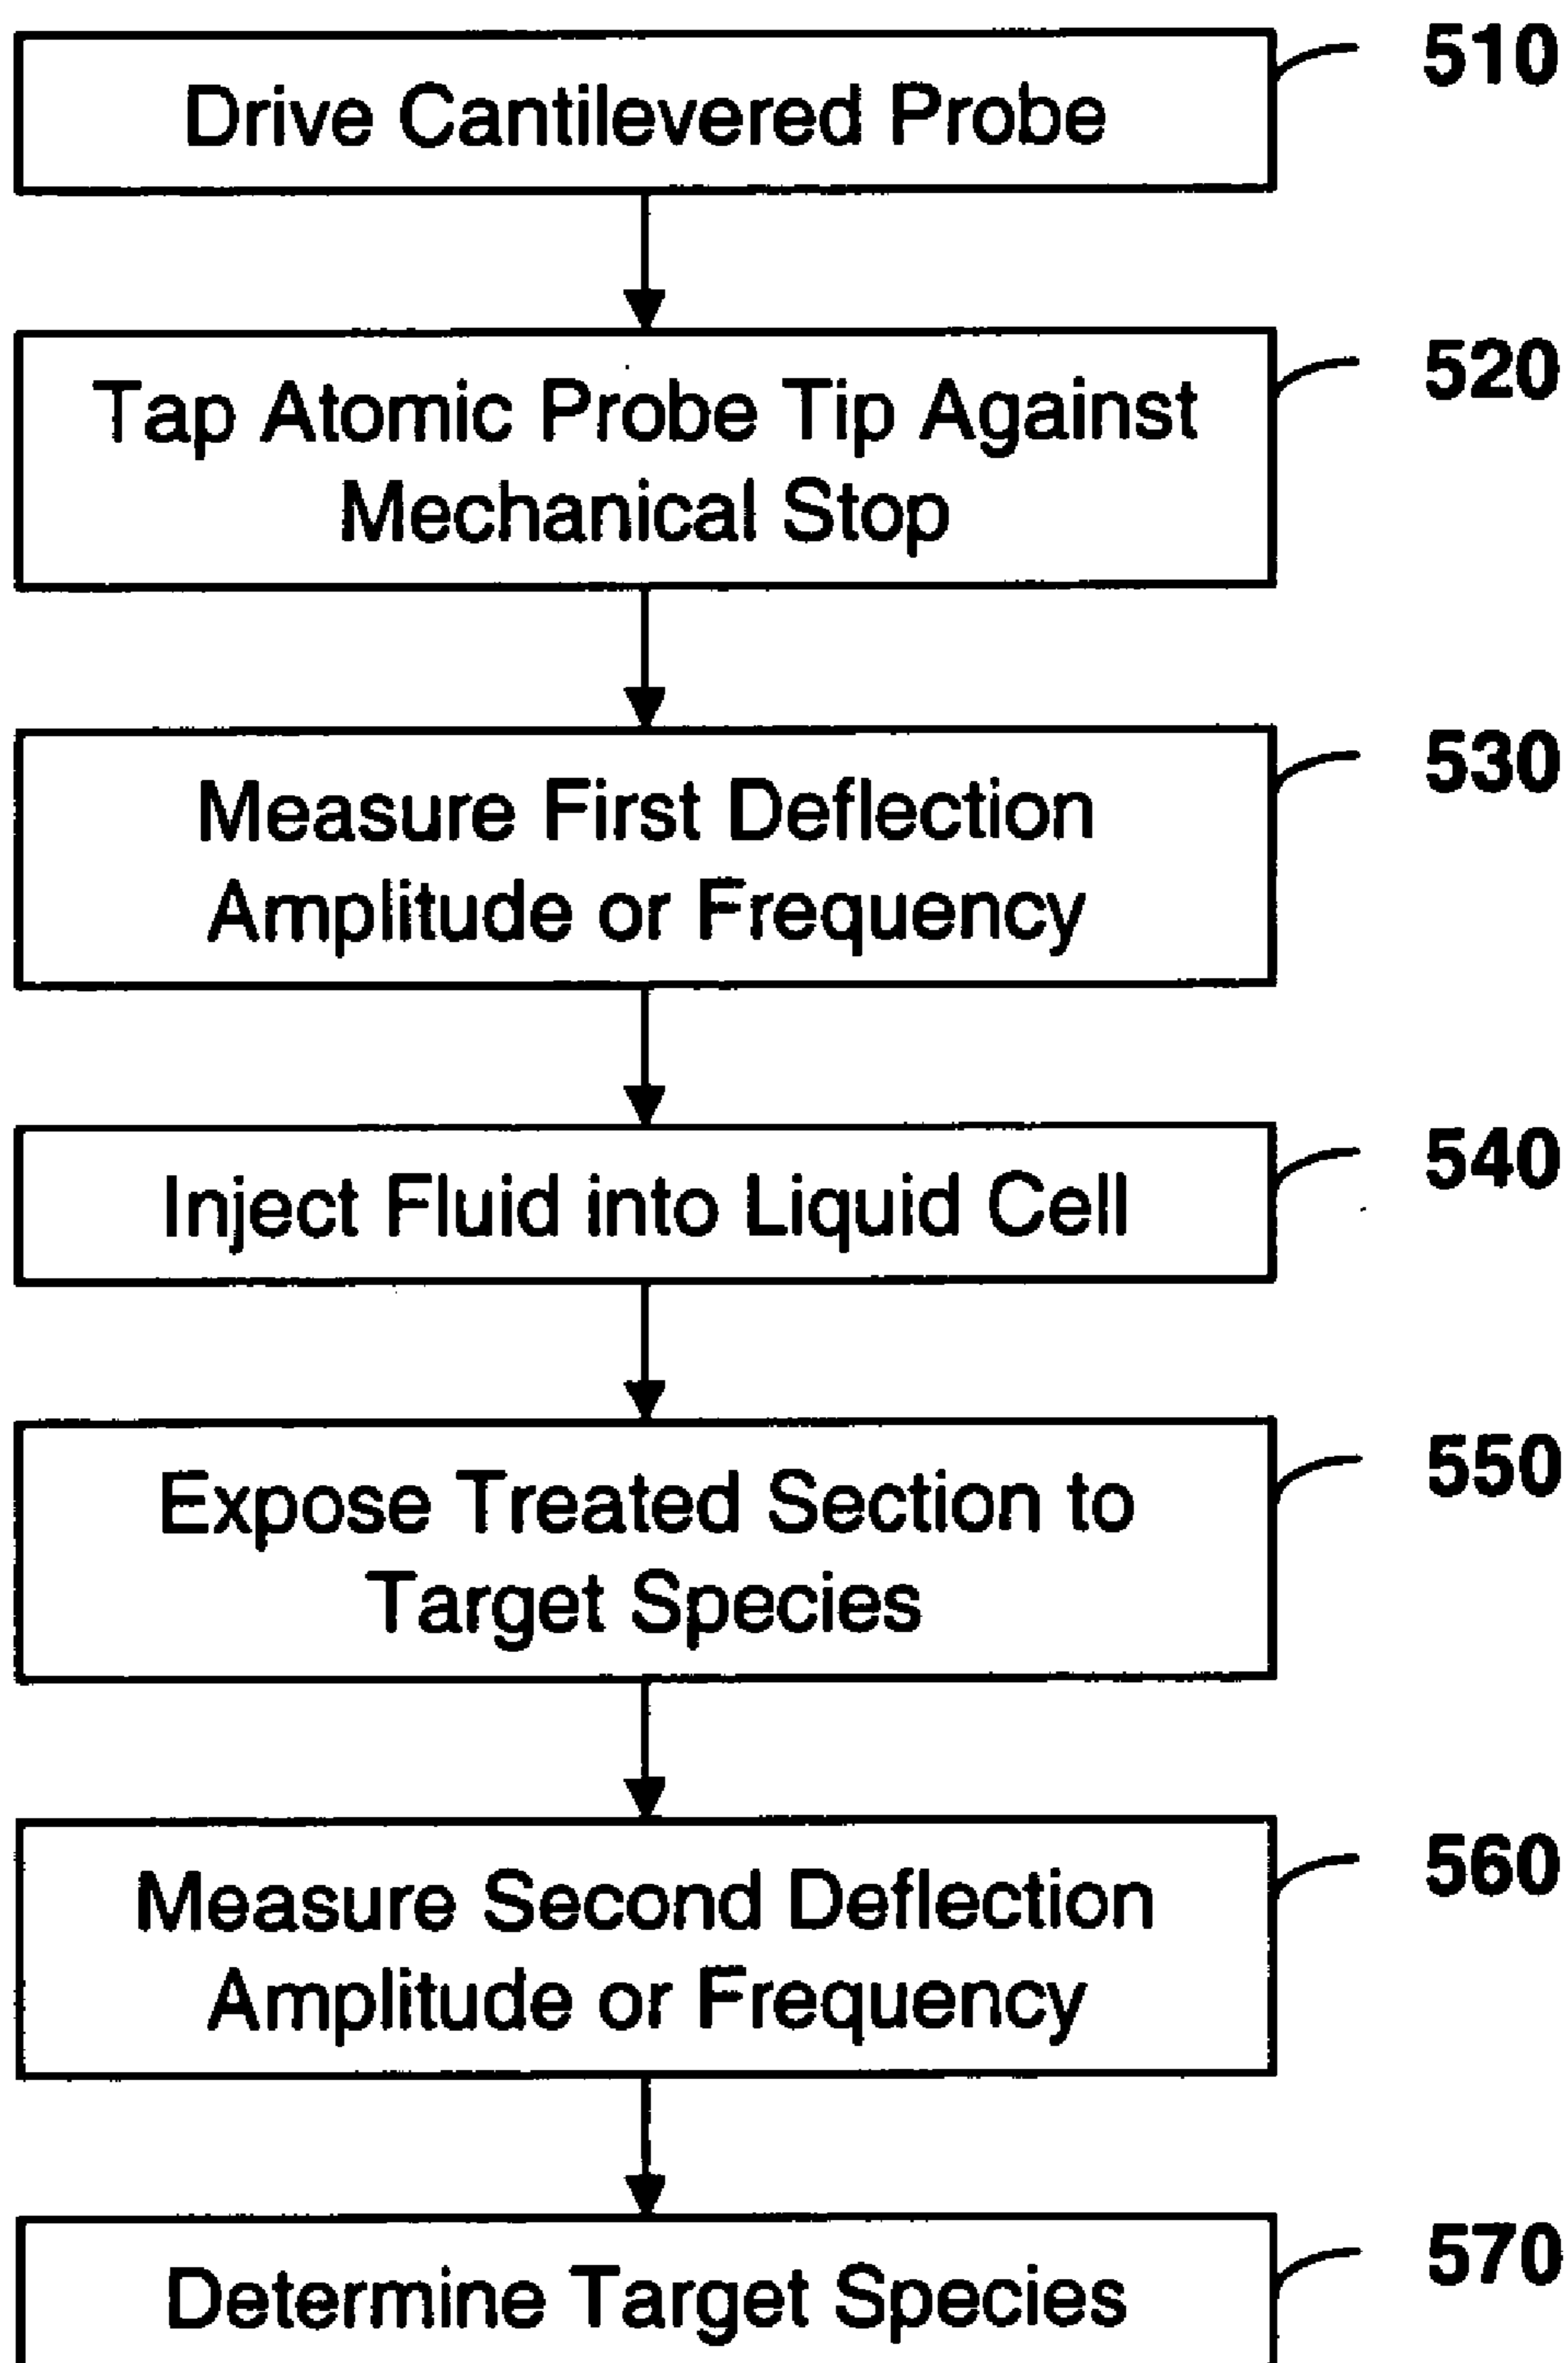 Drive Cantilevered Probe
510
Tap Atomic Probe Tip Against
Mechanical Stop
520
Measure First Deflection
Amplitude or Frequency
530
Inject Fluid into Liquid Cell
540
Expose Treated Section to
Target Species
550
Measure Second Deflection
Amplitude or Frequency
560
Determine Target Species
570